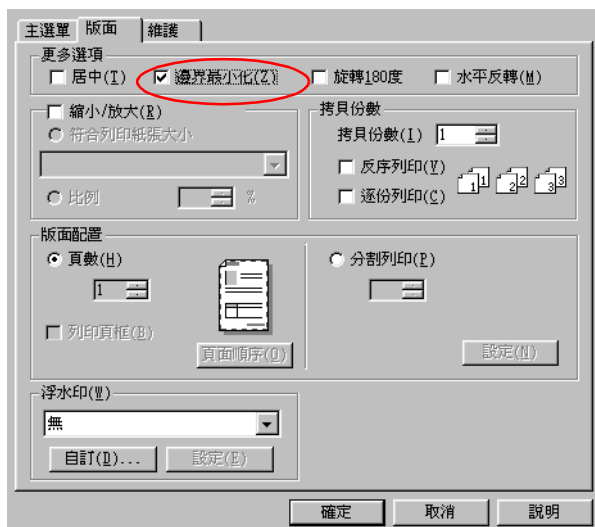 主選單 版面 維護
更多選項
居中(T) 邊界最小化(Z) 旋轉180度 水平反轉(M)
縮小/放大(R)
符合列印紙張大小
比例 %
拷貝份數
拷貝份數(I) 1
反序列印(V)
逐份列印(C)
1 1 2 2 3 3
版面配置
頁數(H)
1
列印頁框(B)
頁面順序(O)
分割列印(P)
設定(N)
浮水印(W)
無
自訂(D)... 設定(E)
確定 取消 說明